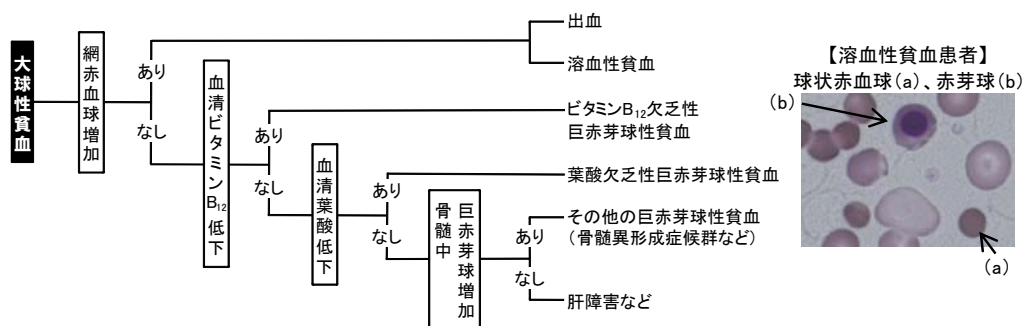 大球性貧血
網赤血球増加
あり
なし
出血
溶血性貧血
血清ビタミンB₁₂低下
あり
なし
ビタミンB₁₂欠乏性
巨赤芽球性貧血
血清葉酸低下
あり
なし
葉酸欠乏性巨赤芽球性貧血
骨髄中
巨赤芽球増加
あり
なし
その他の巨赤芽球性貧血
(骨髄異形成症候群など)
肝障害など
【溶血性貧血患者】
球状赤血球(a)、赤芽球(b)
(b)
(a)